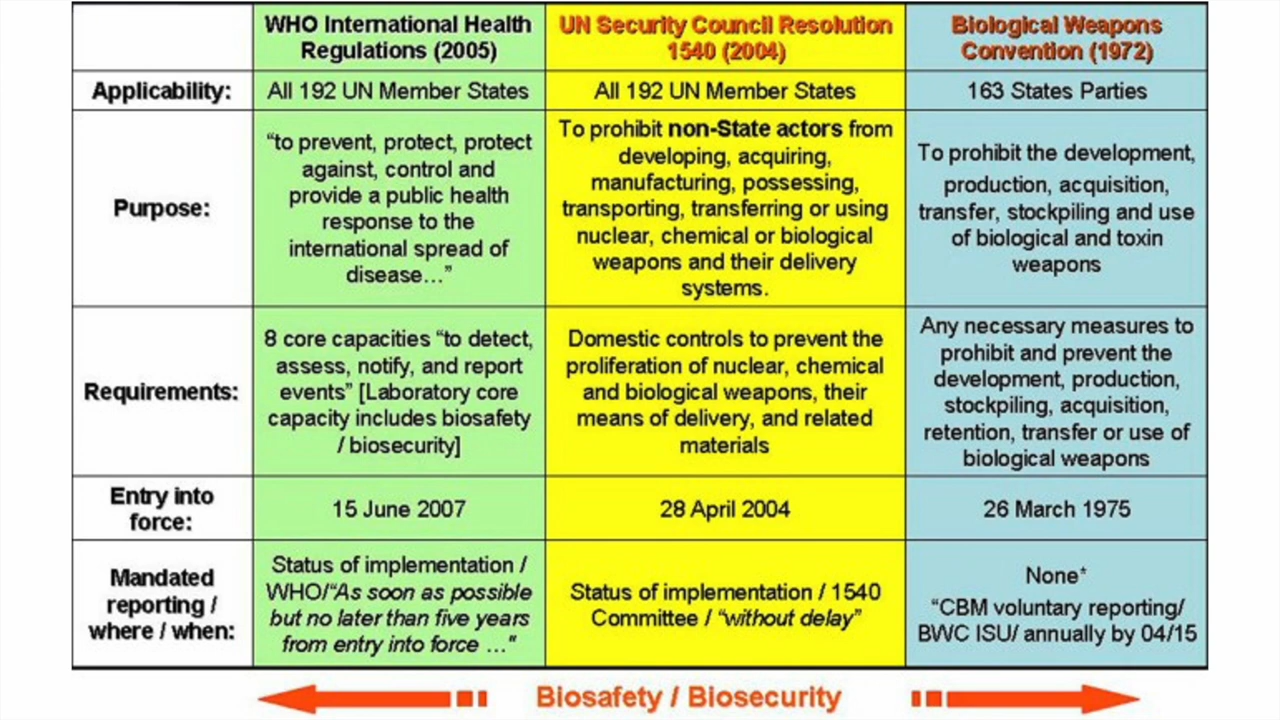 WHO International Health
Regulations (2005)
UN Security Council Resolution
1540 (2004)
Biological Weapons
Convention (1972)
Applicability:
All 192 UN Member States
All 192 UN Member States
163 States Parties
Purpose:
“to prevent, protect, protect
against, control and
provide a public health
response to the
international spread of
disease…”
To prohibit non-State actors from
developing, acquiring,
manufacturing, possessing,
transporting, transferring or using
nuclear, chemical or biological
weapons and their delivery
systems.
To prohibit the development,
production, acquisition,
transfer, stockpiling and use
of biological and toxin
weapons
Requirements:
8 core capacities “to detect,
assess, notify, and report
events” [Laboratory core
capacity includes biosafety
/ biosecurity]
Domestic controls to prevent the
proliferation of nuclear, chemical
and biological weapons, their
means of delivery, and related
materials
Any necessary measures to
prohibit and prevent the
development, production,
stockpiling, acquisition,
retention, transfer or use of
biological weapons
Entry into
force:
15 June 2007
28 April 2004
26 March 1975
Mandated
reporting /
where / when:
Status of implementation /
WHO/“As soon as possible
but no later than five years
from entry into force …"
Status of implementation / 1540
Committee / “without delay”
None*
“CBM voluntary reporting/
BWC ISU/ annually by 04/15
Biosafety / Biosecurity